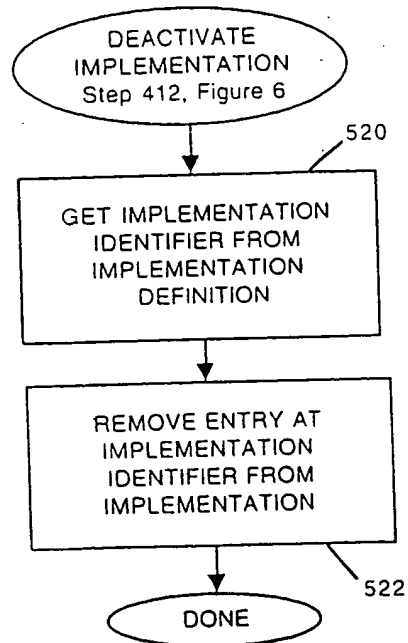 DEACTIVATE
IMPLEMENTATION
Step 412, Figure 6
520
GET IMPLEMENTATION
IDENTIFIER FROM
IMPLEMENTATION
DEFINITION
REMOVE ENTRY AT
IMPLEMENTATION
IDENTIFIER FROM
IMPLEMENTATION
522
DONE